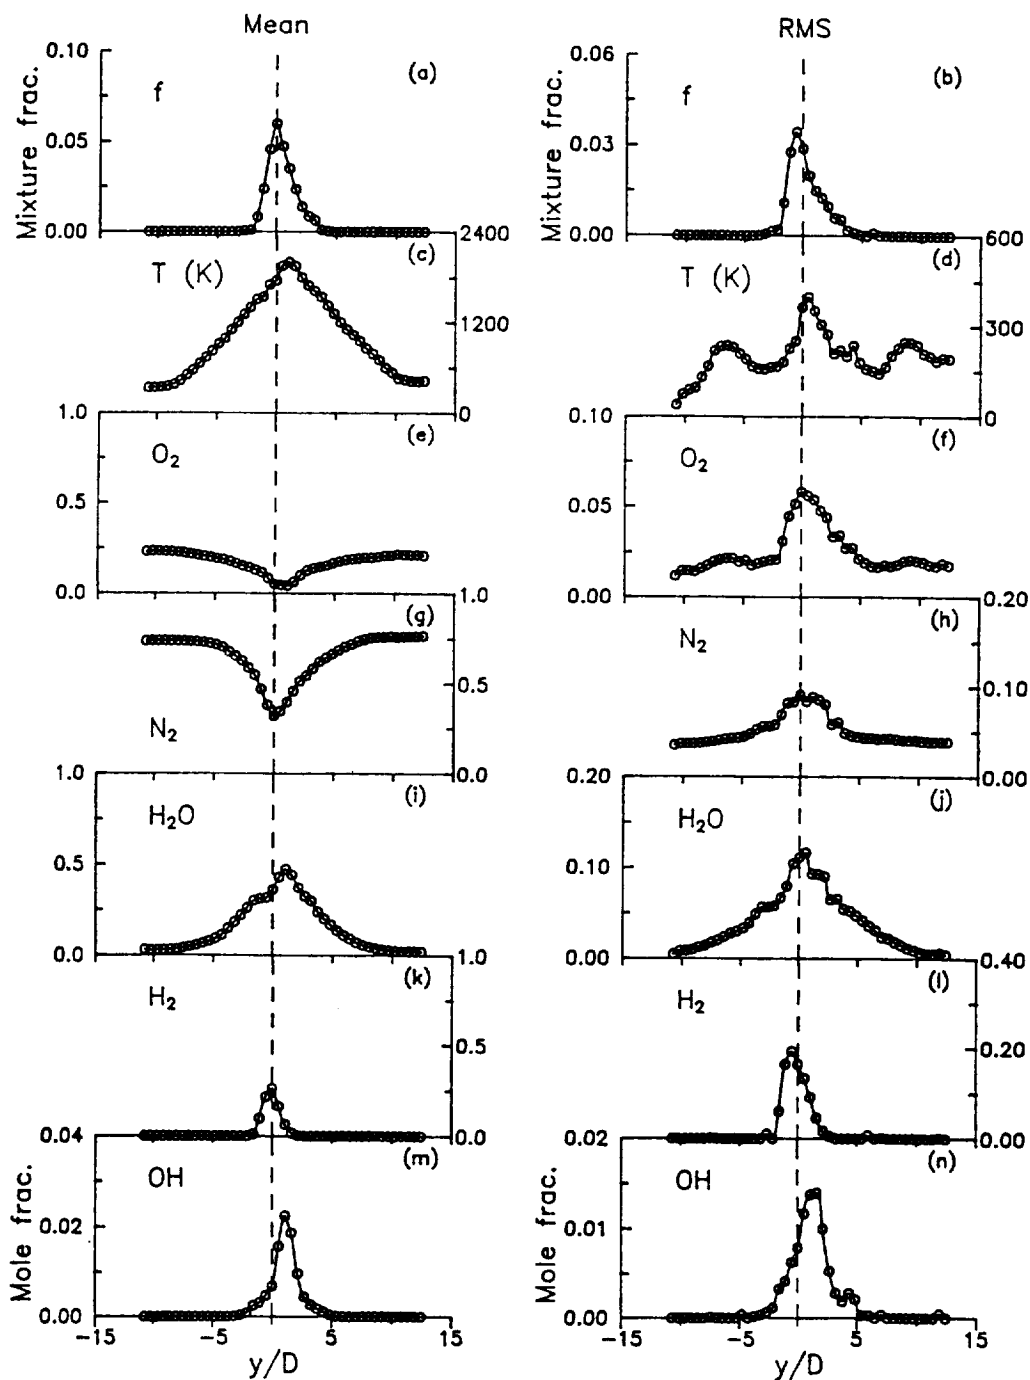 Mean RMS
0.10 (a) 0.06 (b)
f f
Mixture frac. Mixture frac.
0.05 0.03
0.00 2400 0.00 600
(c) (d)
T (K) T (K)
1200 300
1.0 0 0.10 0
(e) (f)
O2 O2
0.5 0.05
0.0 1.0 0.00 0.20
(g) (h)
N2
0.5 0.10
N2
1.0 0.0 0.20 0.00
(i) (j)
H2O H2O
0.5 0.10
0.0 1.0 0.00 0.40
(k) (l)
H2 H2
0.5 0.20
0.04 0.0 0.02 0.00
(m) (n)
OH OH
Mole frac. Mole frac.
0.02 0.01
0.00 0.00
-15 -5 5 15 -15 -5 5 15
y/D y/D